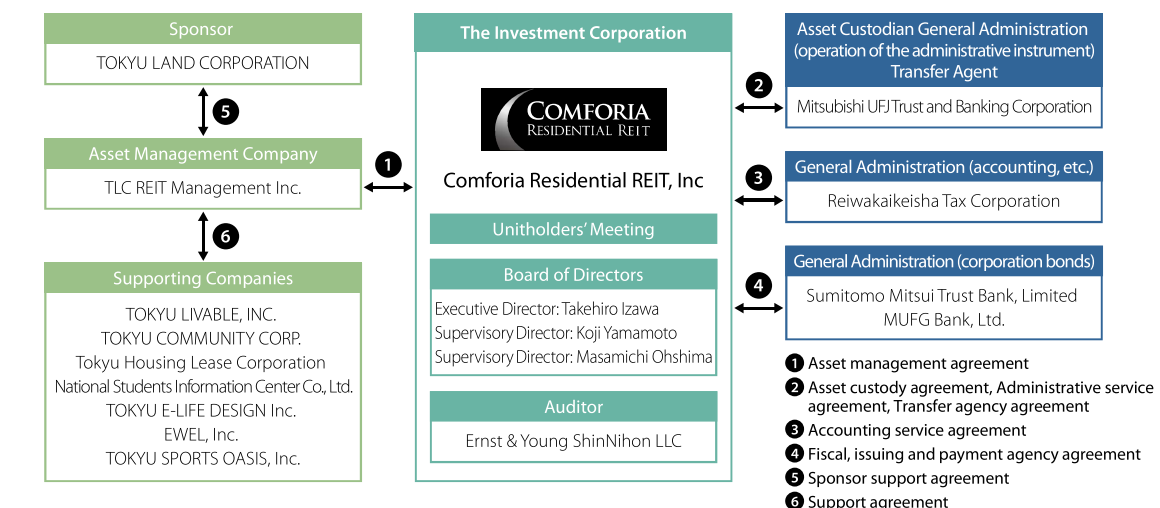 Sponsor
TOKYU LAND CORPORATION
5
Asset Management Company
TLC REIT Management Inc.
6
Supporting Companies
TOKYU LIVABLE, INC.
TOKYU COMMUNITY CORP.
Tokyu Housing Lease Corporation
National Students Information Center Co., Ltd.
TOKYU E-LIFE DESIGN Inc.
EWEL, Inc.
TOKYU SPORTS OASIS, Inc.
1
The Investment Corporation
COMFORIA
RESIDENTIAL REIT
Comforia Residential REIT, Inc
Unitholders' Meeting
Board of Directors
Executive Director: Takehiro Izawa
Supervisory Director: Koji Yamamoto
Supervisory Director: Masamichi Ohshima
Auditor
Ernst & Young ShinNihon LLC
2
Asset Custodian General Administration
(operation of the administrative instrument)
Transfer Agent
Mitsubishi UFJ Trust and Banking Corporation
3
General Administration (accounting, etc.)
Reiwakaikeisha Tax Corporation
4
General Administration (corporation bonds)
Sumitomo Mitsui Trust Bank, Limited
MUFG Bank, Ltd.
1 Asset management agreement
2 Asset custody agreement, Administrative service
agreement, Transfer agency agreement
3 Accounting service agreement
4 Fiscal, issuing and payment agency agreement
5 Sponsor support agreement
6 Support agreement